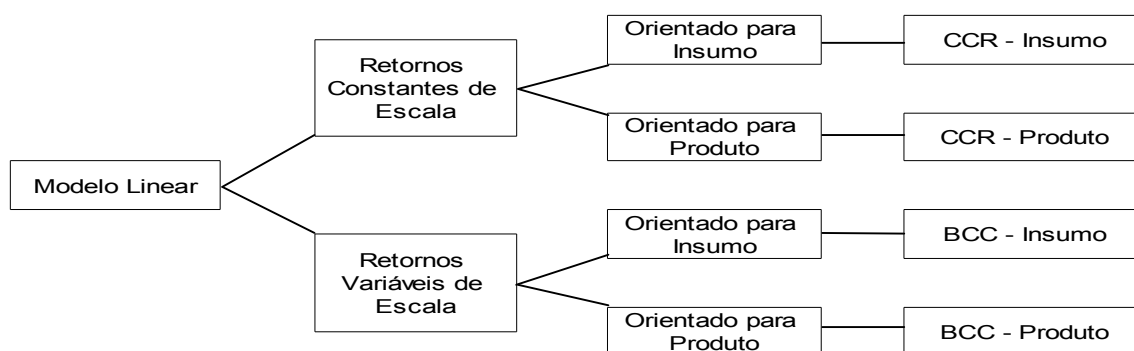 Modelo Linear
Retornos
Constantes de
Escala
Orientado para
Insumo
CCR - Insumo
Orientado para
Produto
CCR - Produto
Retornos
Variáveis de
Escala
Orientado para
Insumo
BCC - Insumo
Orientado para
Produto
BCC - Produto